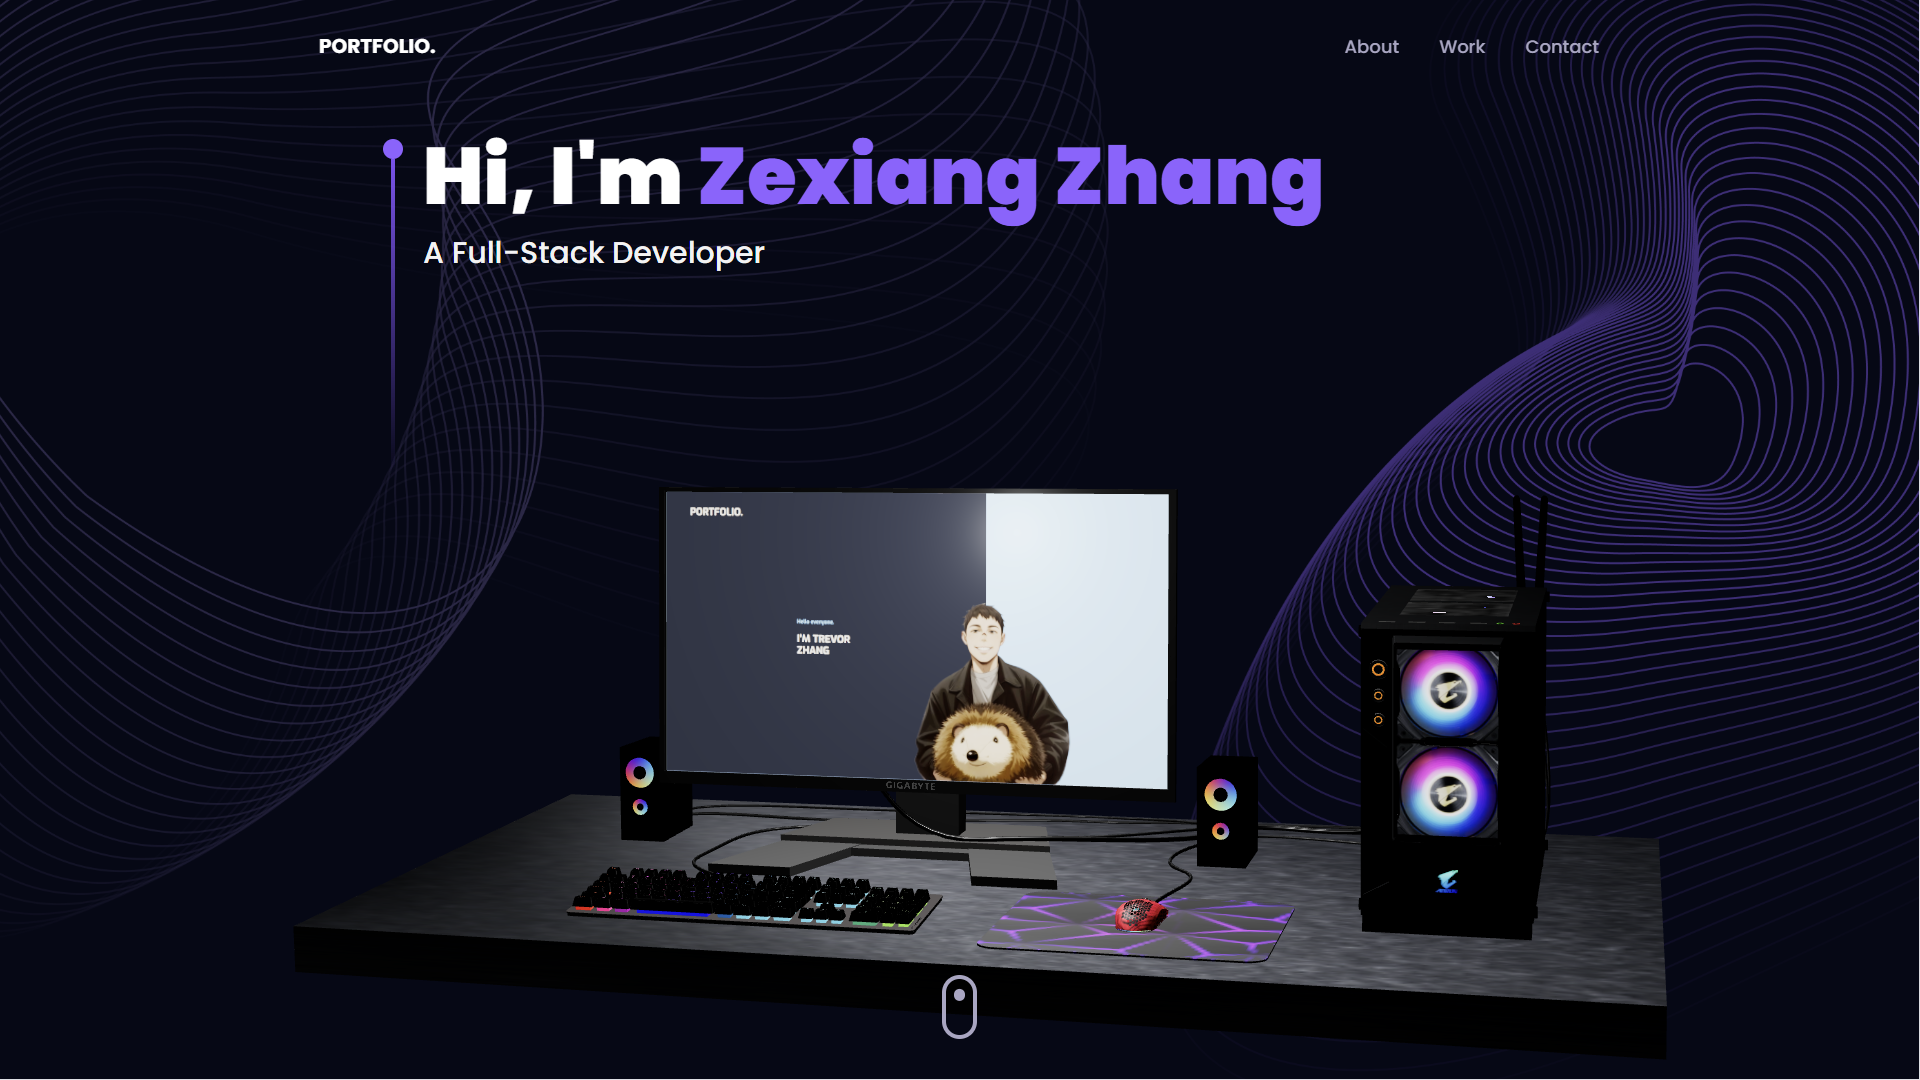 PORTFOLIO.
About Work Contact
Hi, I'm Zexiang Zhang
A Full-Stack Developer
PORTFOLIO.
Hello everyone.
I'M TREVOR
ZHANG
GIGABYTE